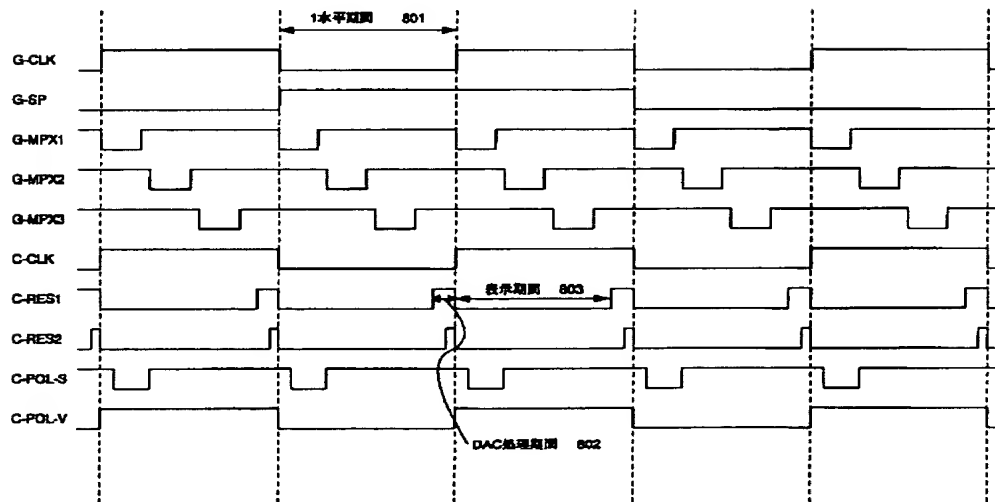 1水平期間 801
G-CLK
G-SP
G-MPX1
G-MPX2
G-MPX3
C-CLK
C-RES1
表示期間 803
C-RES2
C-POL-S
C-POL-V
DAC処理期間 802